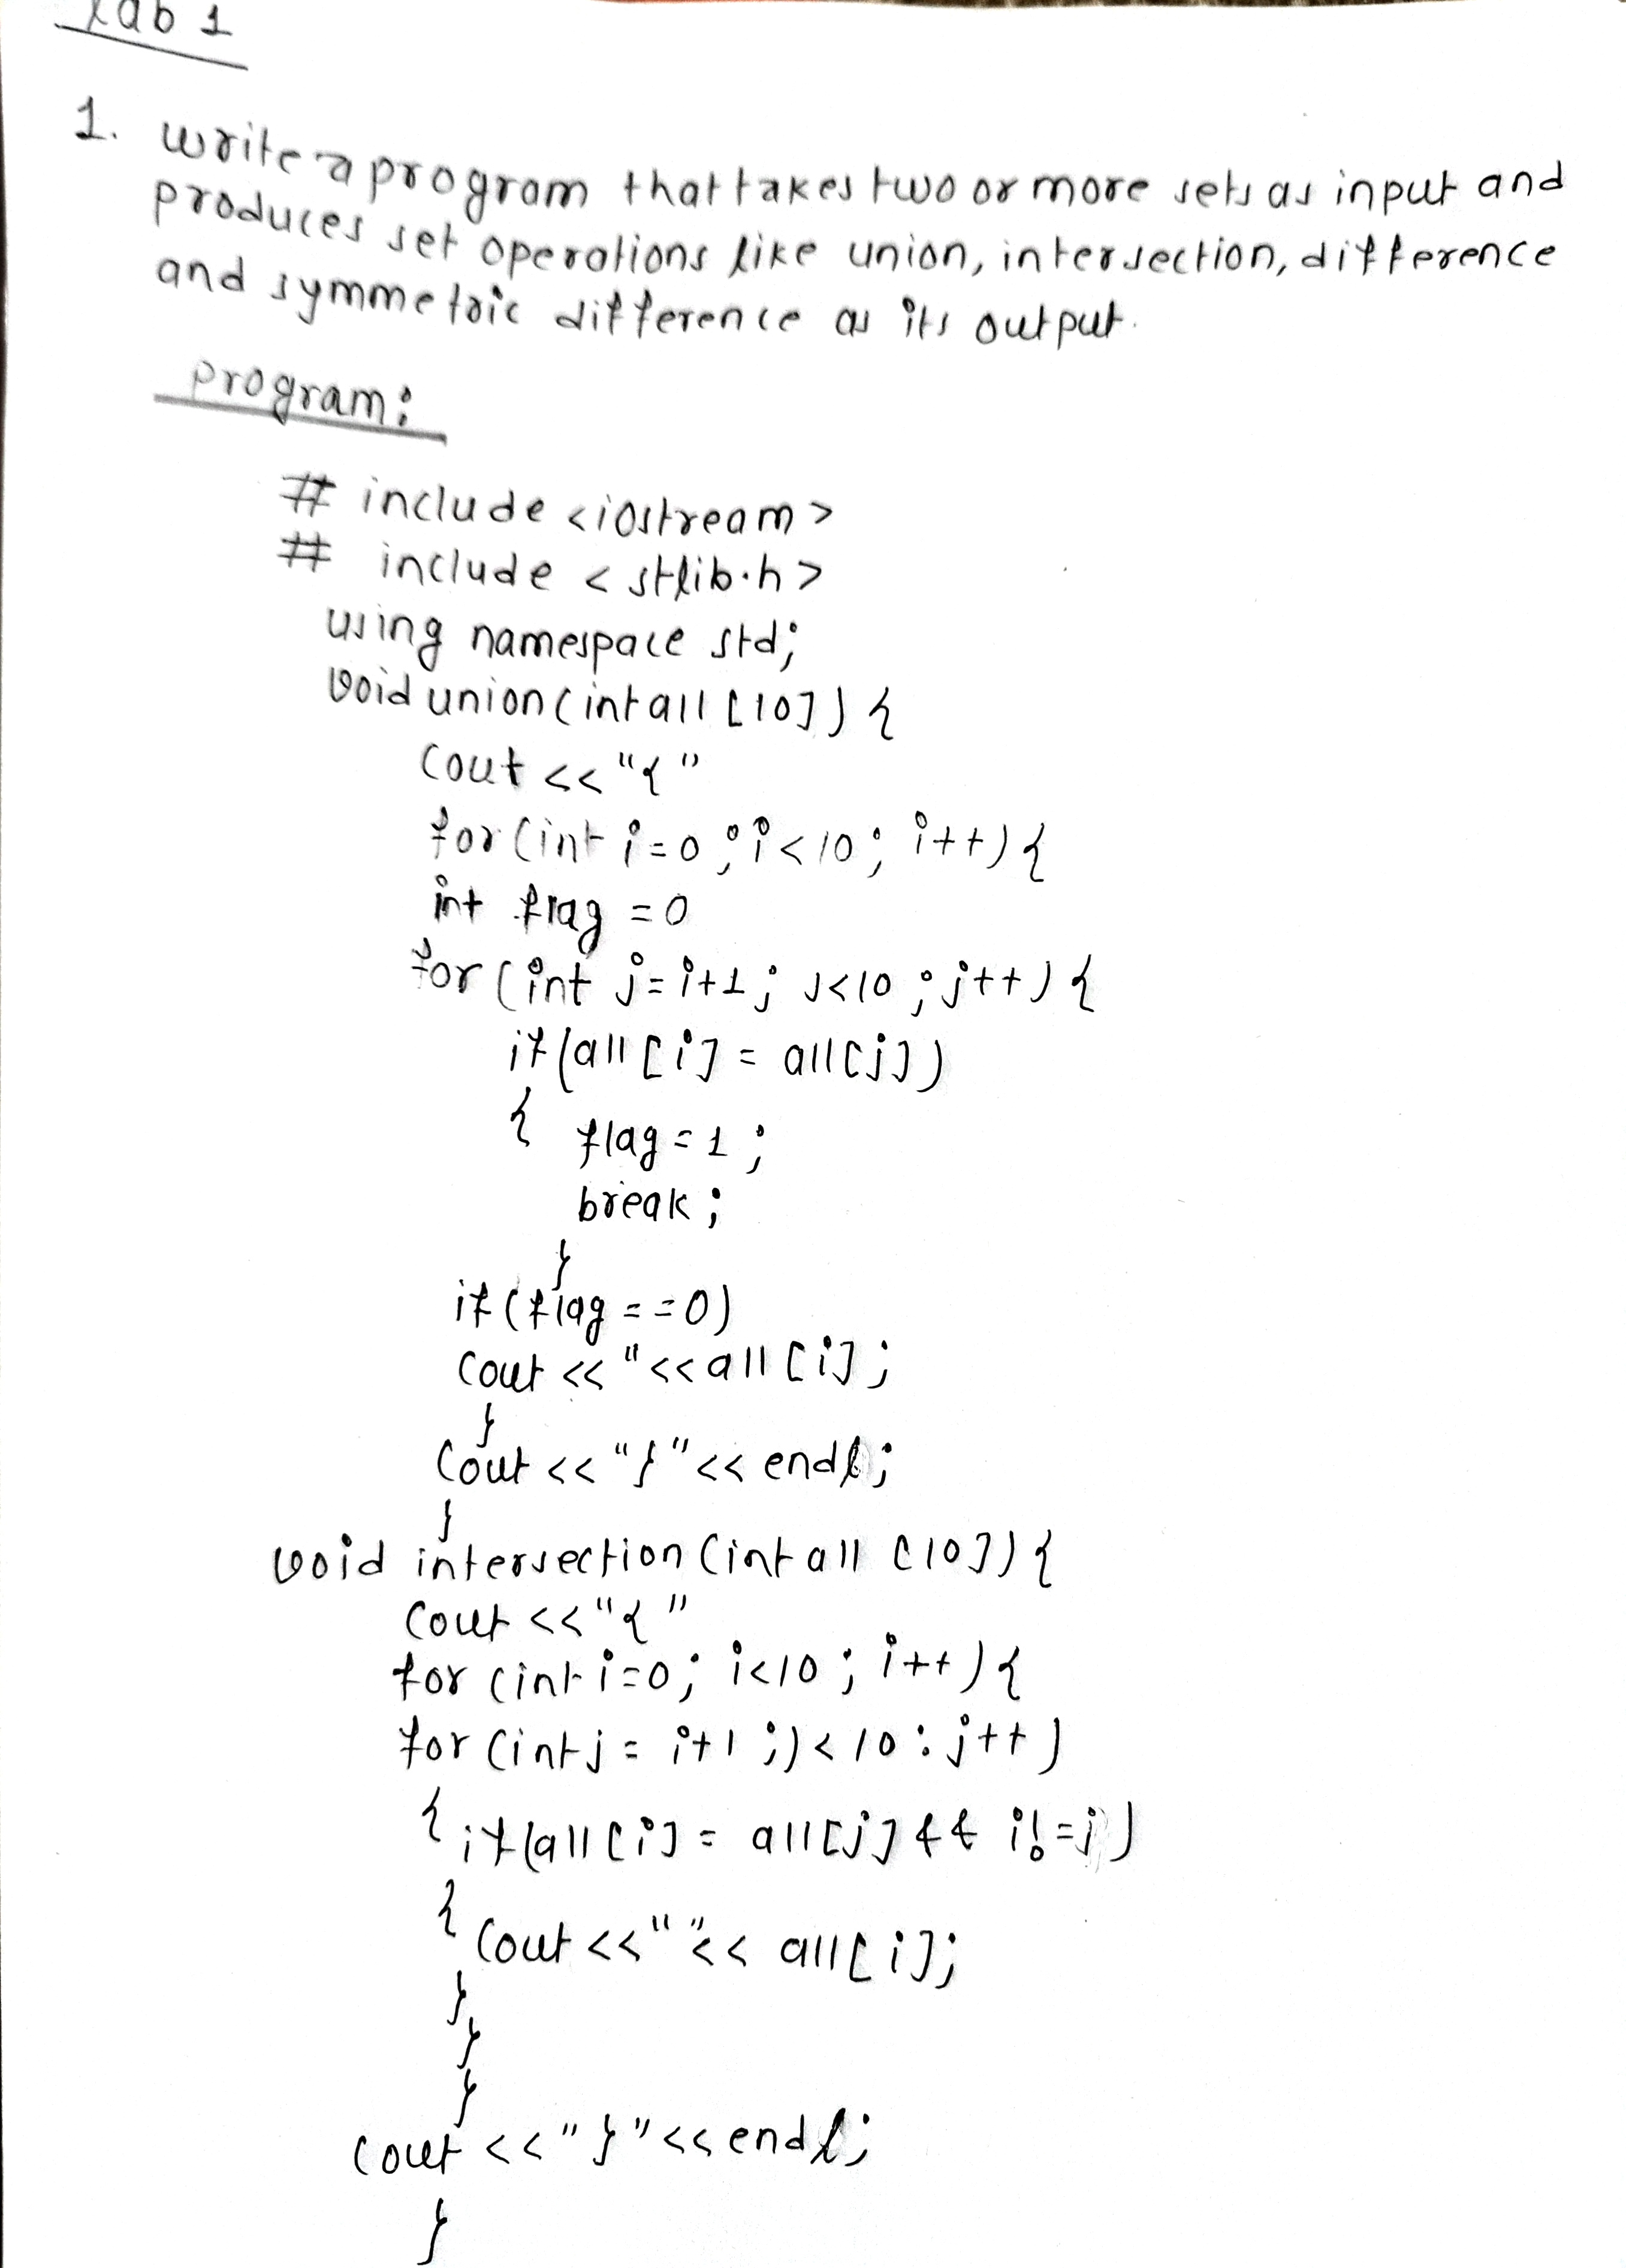 Lab 1
1. write a program that takes two or more sets as input and
produces set operations like union, intersection, difference
and symmetric difference as its output.
program:
# include <iostream>
# include <stlib.h>
using namespace std;
void union(int all [10]) {
cout << "{"
for (int i=0; i<10; i++) {
int flag = 0
for (int j=i+1; j<10; j++) {
if (all [i] = all[j])
{ flag = 1;
break;
}
if (flag == 0)
cout << "<< all [i];
}
cout << "}" << endl;
}
void intersection (int all [10]) {
cout << "{"
for (int i=0; i<10; i++) {
for (int j = i+1; j < 10 : j++)
{ if (all [i] = all[j] && i!=j)
{ cout << " " << all[i];
}
}
}
cout << "}" << endl;
}